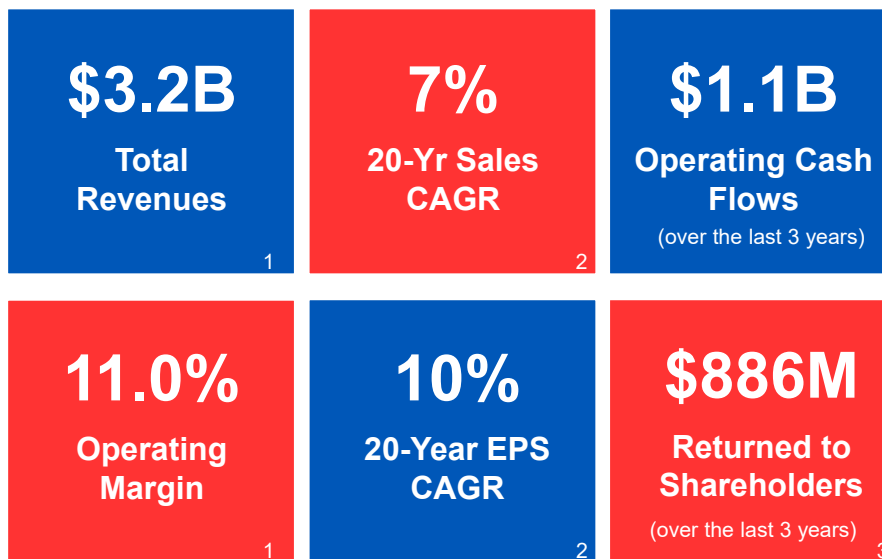 $3.2B
Total
Revenues
1
7%
20-Yr Sales
CAGR
2
$1.1B
Operating Cash
Flows
(over the last 3 years)
11.0%
Operating
Margin
1
10%
20-Year EPS
CAGR
2
$886M
Returned to
Shareholders
(over the last 3 years)
3